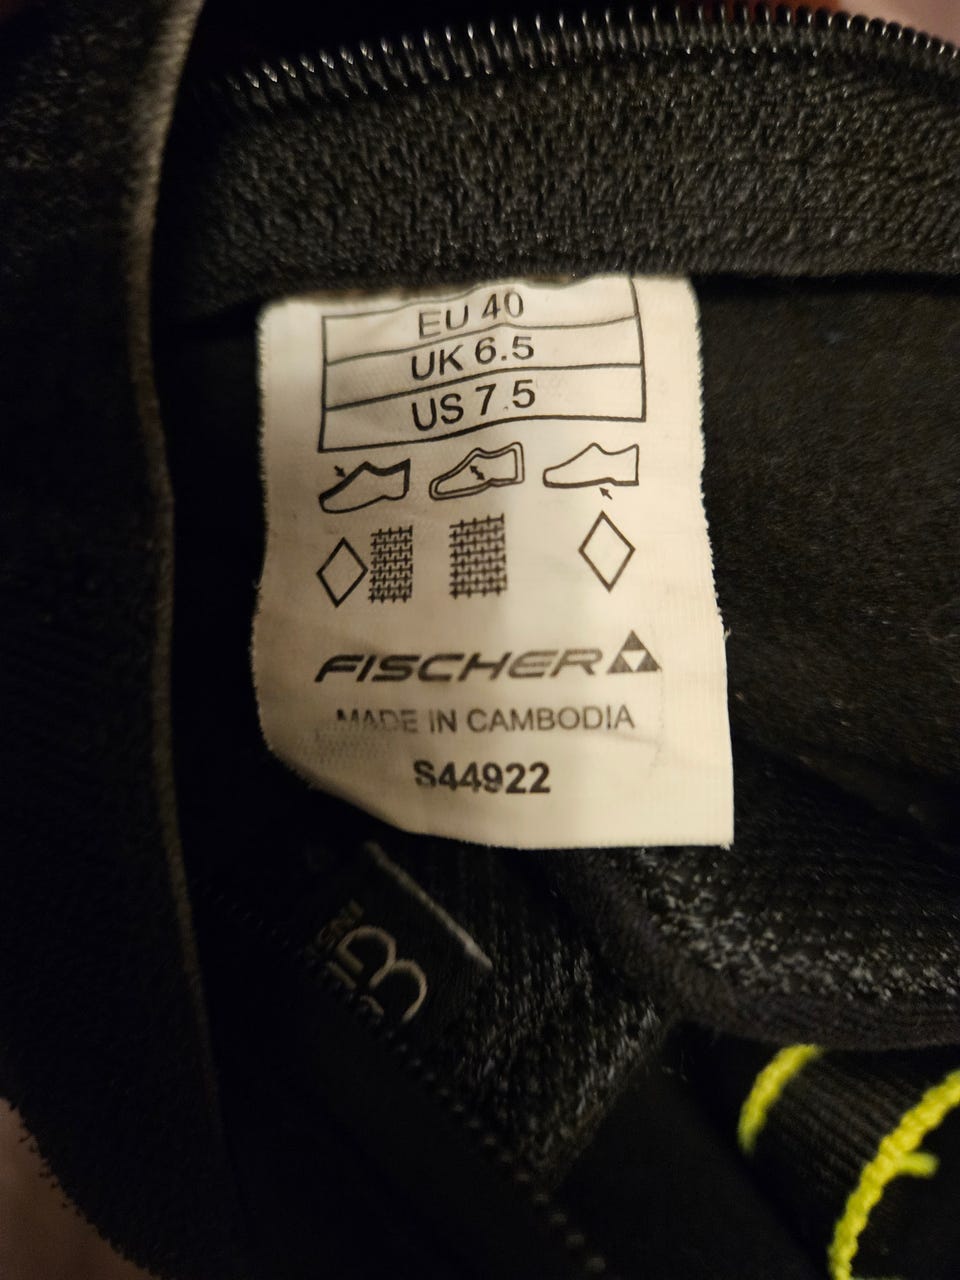 EU 40
UK 6.5
US 7.5
FISCHER
MADE IN CAMBODIA
S44922